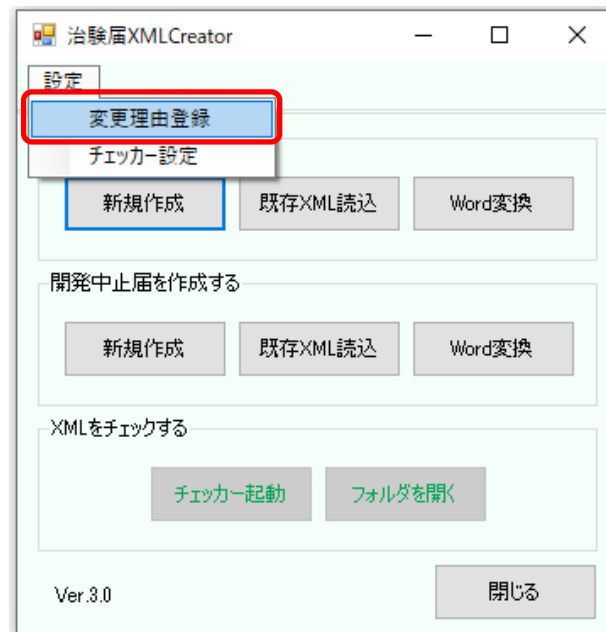 治験届XMLCreator
設定
変更理由登録
チェッカー設定
新規作成 既存XML読込 Word変換
開発中止届を作成する
新規作成 既存XML読込 Word変換
XMLをチェックする
チェッカー起動 フォルダを開く
Ver.3.0 閉じる